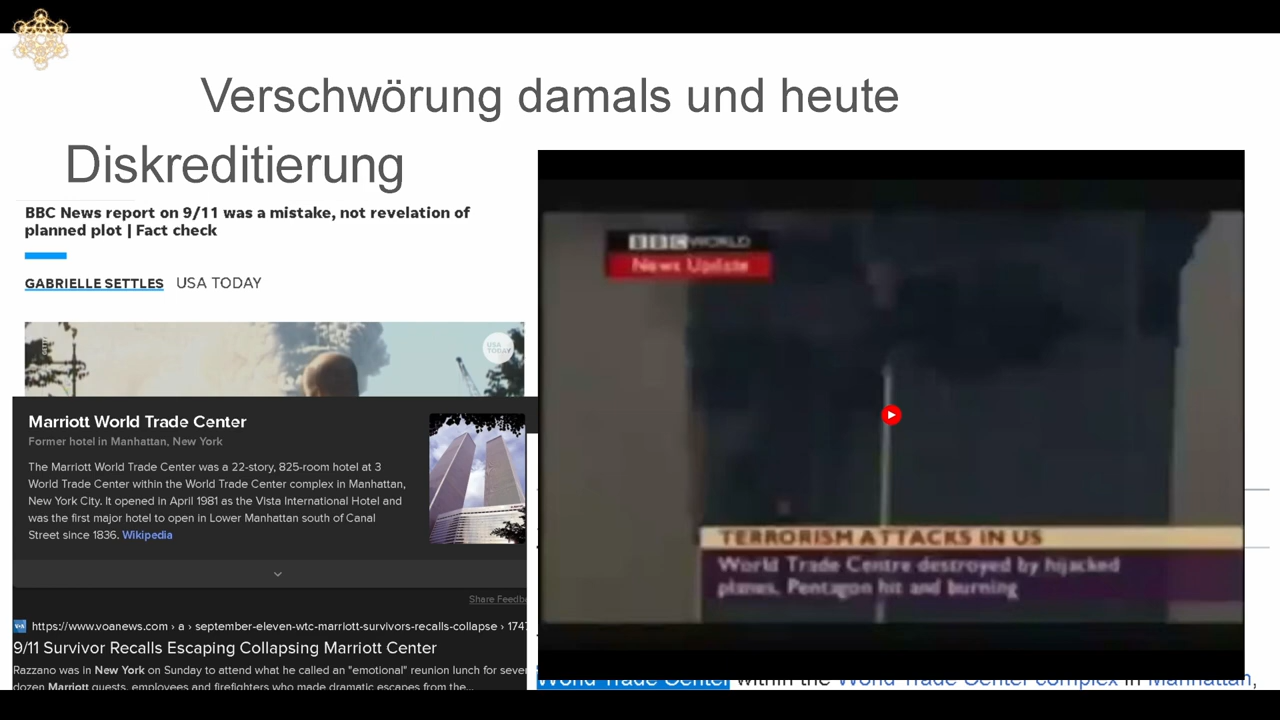 Verschwörung damals und heute
Diskreditierung
BBC News report on 9/11 was a mistake, not revelation of
planned plot | Fact check
GABRIELLE SETTLES USA TODAY
USA
TODAY
Marriott World Trade Center
Former hotel in Manhattan, New York
The Marriott World Trade Center was a 22-story, 825-room hotel at 3
World Trade Center within the World Trade Center complex in Manhattan,
New York City. It opened in April 1981 as the Vista International Hotel and
was the first major hotel to open in Lower Manhattan south of Canal
Street since 1836. Wikipedia
Share Feedb
https://www.voanews.com › a › september-eleven-wtc-marriott-survivors-recalls-collapse › 174
9/11 Survivor Recalls Escaping Collapsing Marriott Center
Razzano was in New York on Sunday to attend what he called an "emotional" reunion lunch for sever
dozen Marriott guests, employees and firefighters who made dramatic escapes from the...
BBC WORLD
News Update
TERRORISM ATTACKS IN US
World Trade Centre destroyed by hijacked
planes, Pentagon hit and burning
World Trade Center within the World Trade Center complex in Manhattan,